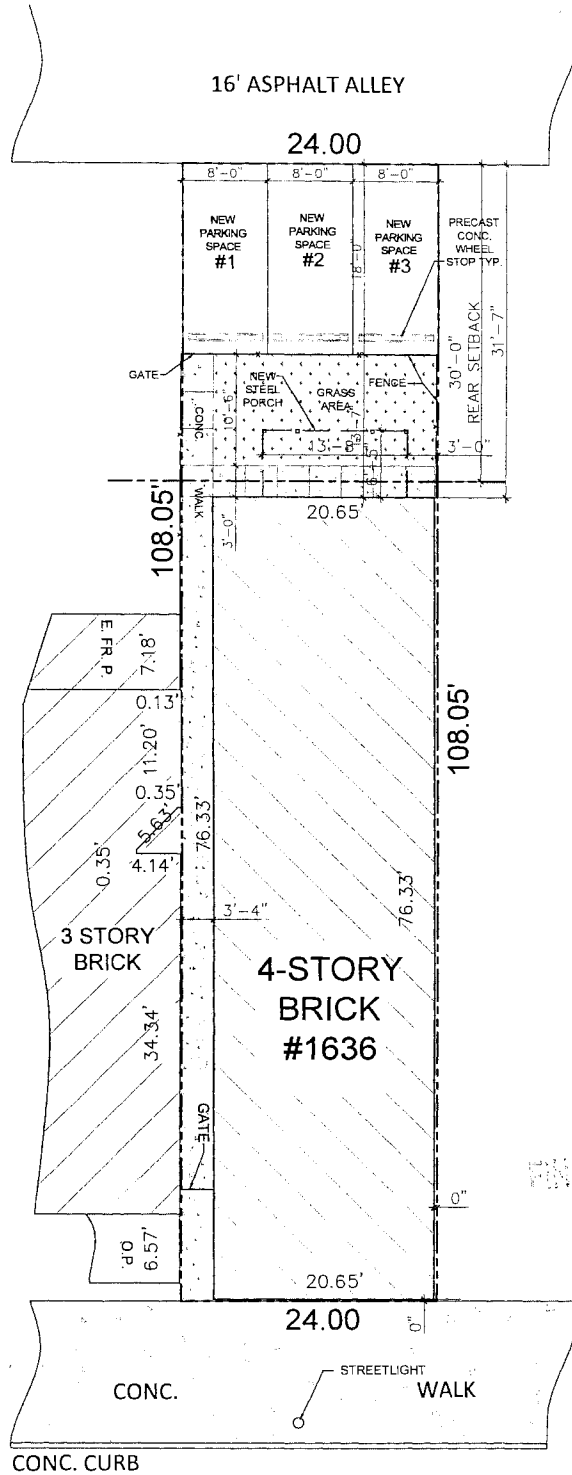 16' ASPHALT ALLEY
24.00
8'-0"
8'-0"
8'-0"
NEW
PARKING
SPACE
#1
NEW
PARKING
SPACE
#2
NEW
PARKING
SPACE
#3
18'-0
PRECAST
CONC.
WHEEL
STOP TYP.
30'-0"
REAR SETBACK
31'-7"
GATE
NEW
STEEL
PORCH
GRASS
AREA
FENCE
CONC.
WALK
10'-6"
13'-8"
3'-0"
3'-0"
20.65'
108.05'
108.05'
E. FR. P.
7.18'
0.13'
11.20'
0.35'
5.63'
4.14'
0.35'
76.33'
76.33'
3'-4"
3 STORY
BRICK
4-STORY
BRICK
#1636
34.34'
GATE
0"
O.P.
6.57'
20.65'
24.00
0"
STREETLIGHT
CONC.
WALK
CONC. CURB